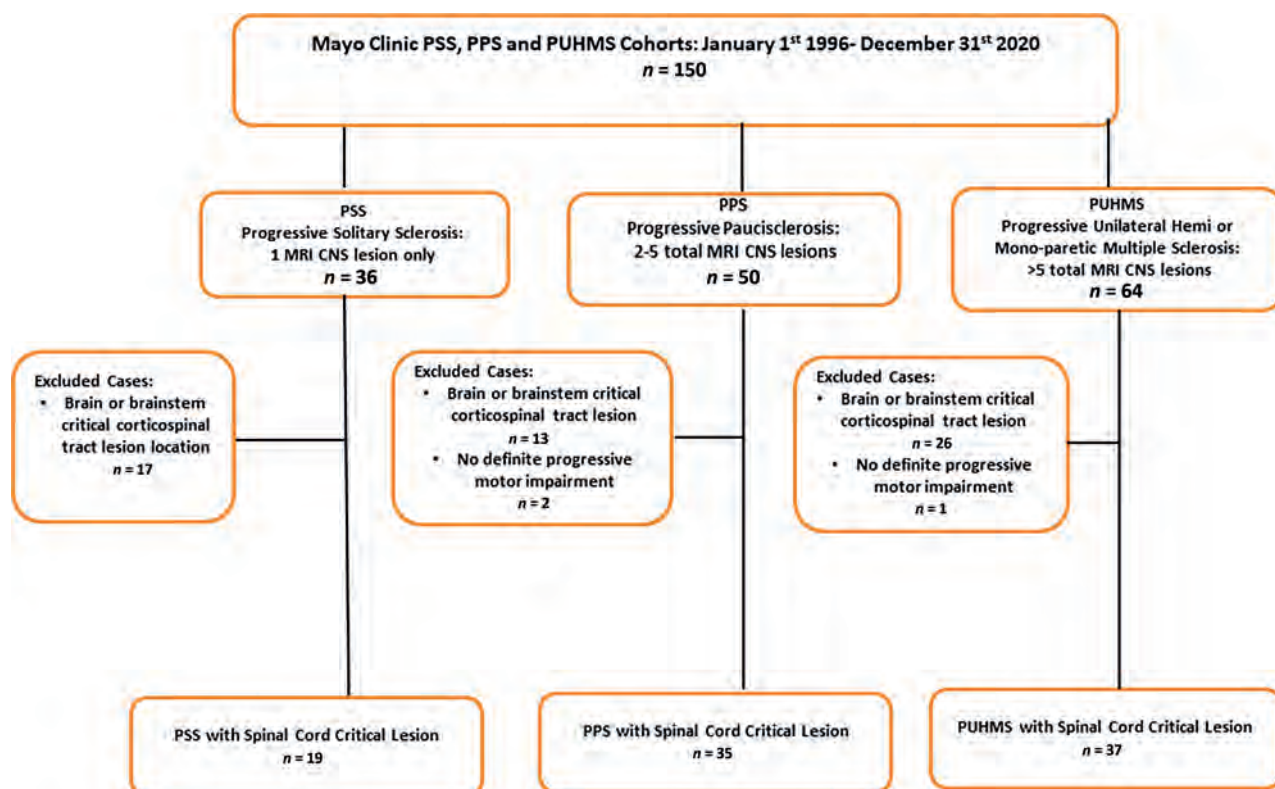 Mayo Clinic PSS, PPS and PUHMS Cohorts: January 1st 1996- December 31st 2020
n = 150
PSS
Progressive Solitary Sclerosis:
1 MRI CNS lesion only
n = 36
PPS
Progressive Paucisclerosis:
2-5 total MRI CNS lesions
n = 50
PUHMS
Progressive Unilateral Hemi or
Mono-paretic Multiple Sclerosis:
>5 total MRI CNS lesions
n = 64
Excluded Cases:
• Brain or brainstem
critical corticospinal
tract lesion location
n = 17
Excluded Cases:
• Brain or brainstem critical
corticospinal tract lesion
n = 13
• No definite progressive
motor impairment
n = 2
Excluded Cases:
• Brain or brainstem critical
corticospinal tract lesion
n = 26
• No definite progressive
motor impairment
n = 1
PSS with Spinal Cord Critical Lesion
n = 19
PPS with Spinal Cord Critical Lesion
n = 35
PUHMS with Spinal Cord Critical Lesion
n = 37